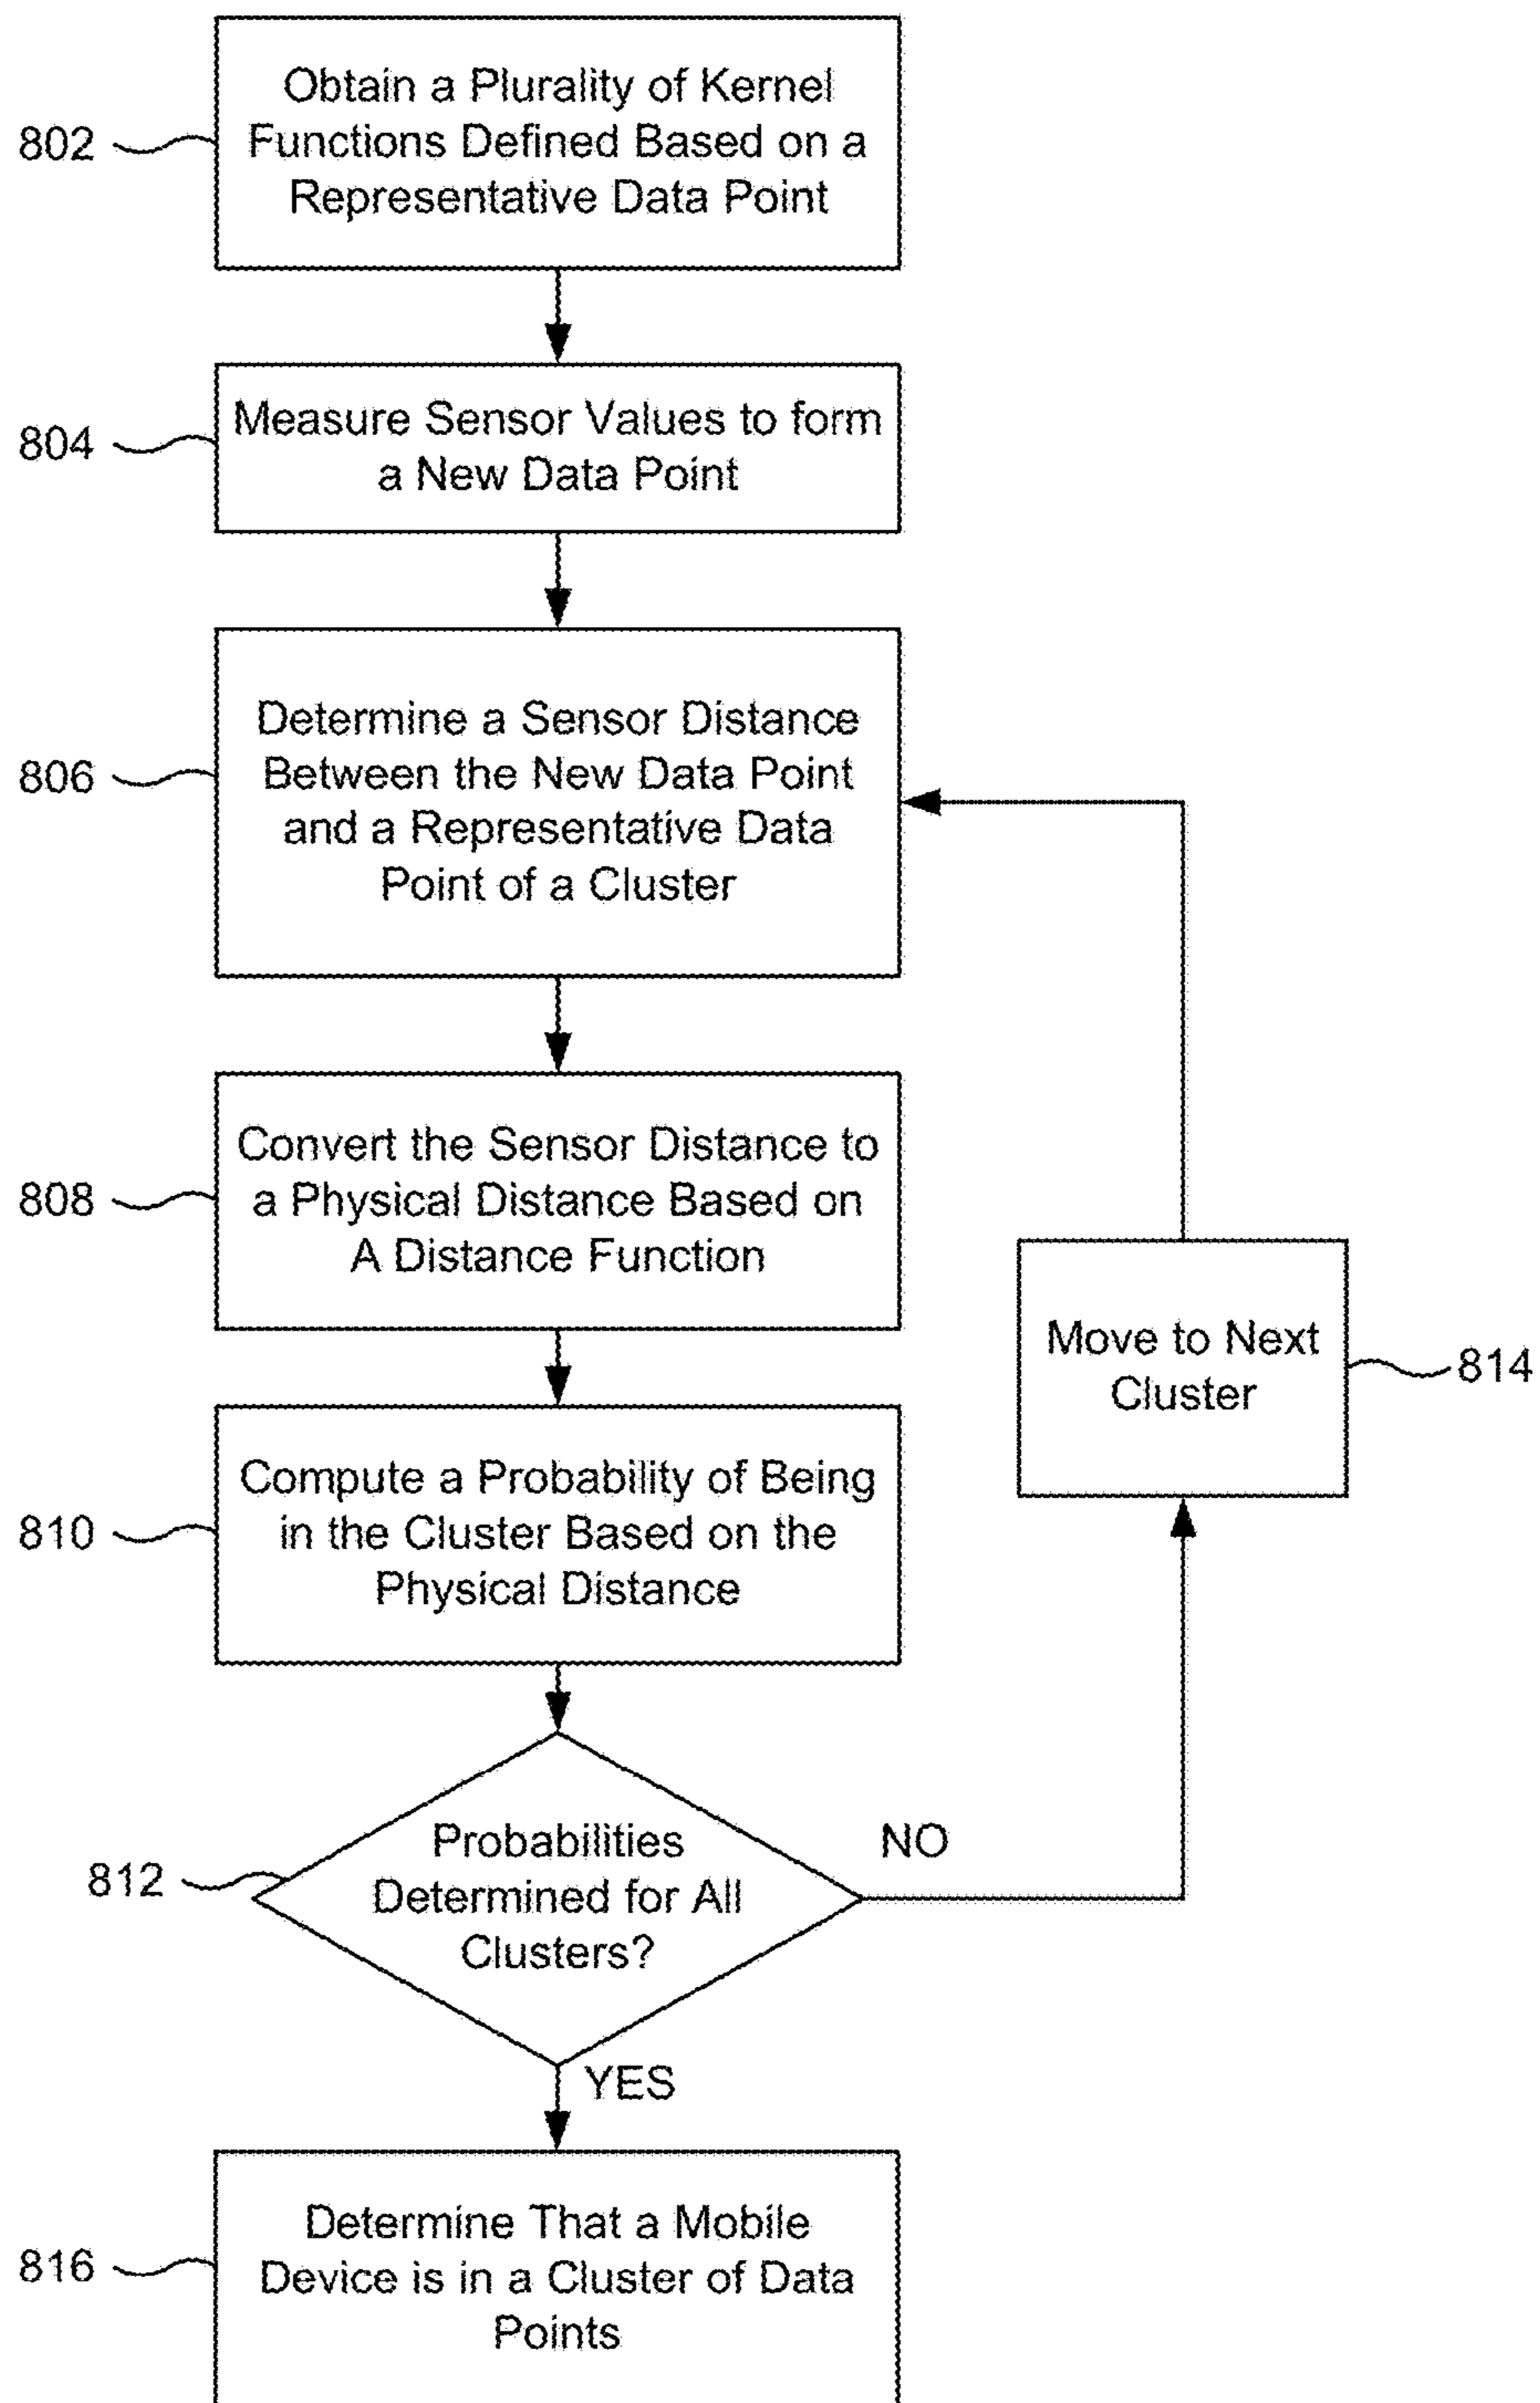 Obtain a Plurality of Kernel
Functions Defined Based on a
Representative Data Point
802
Measure Sensor Values to form
a New Data Point
804
Determine a Sensor Distance
Between the New Data Point
and a Representative Data
Point of a Cluster
806
Convert the Sensor Distance to
a Physical Distance Based on
A Distance Function
808
Move to Next
Cluster
814
Compute a Probability of Being
in the Cluster Based on the
Physical Distance
810
Probabilities
Determined for All
Clusters?
812
NO
YES
Determine That a Mobile
Device is in a Cluster of Data
Points
816